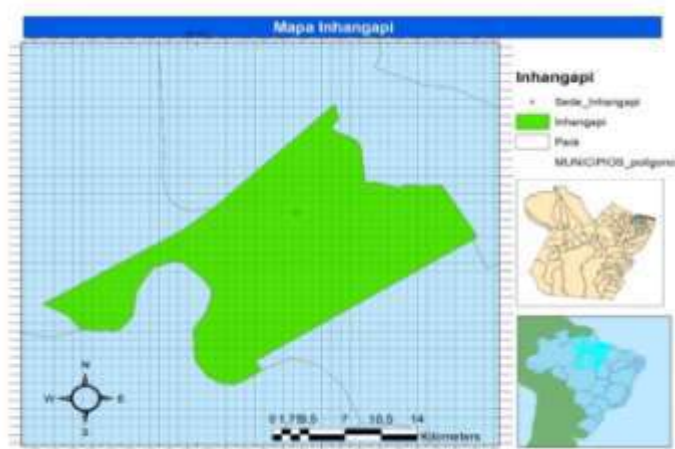 Mapa Inhangapi
Inhangapi
Sede_Inhangapi
Inhangapi
Pará
MUNICIPIOS_poligono
N
W E
S
0 1,75 3,5 7 10,5 14
Kilometers